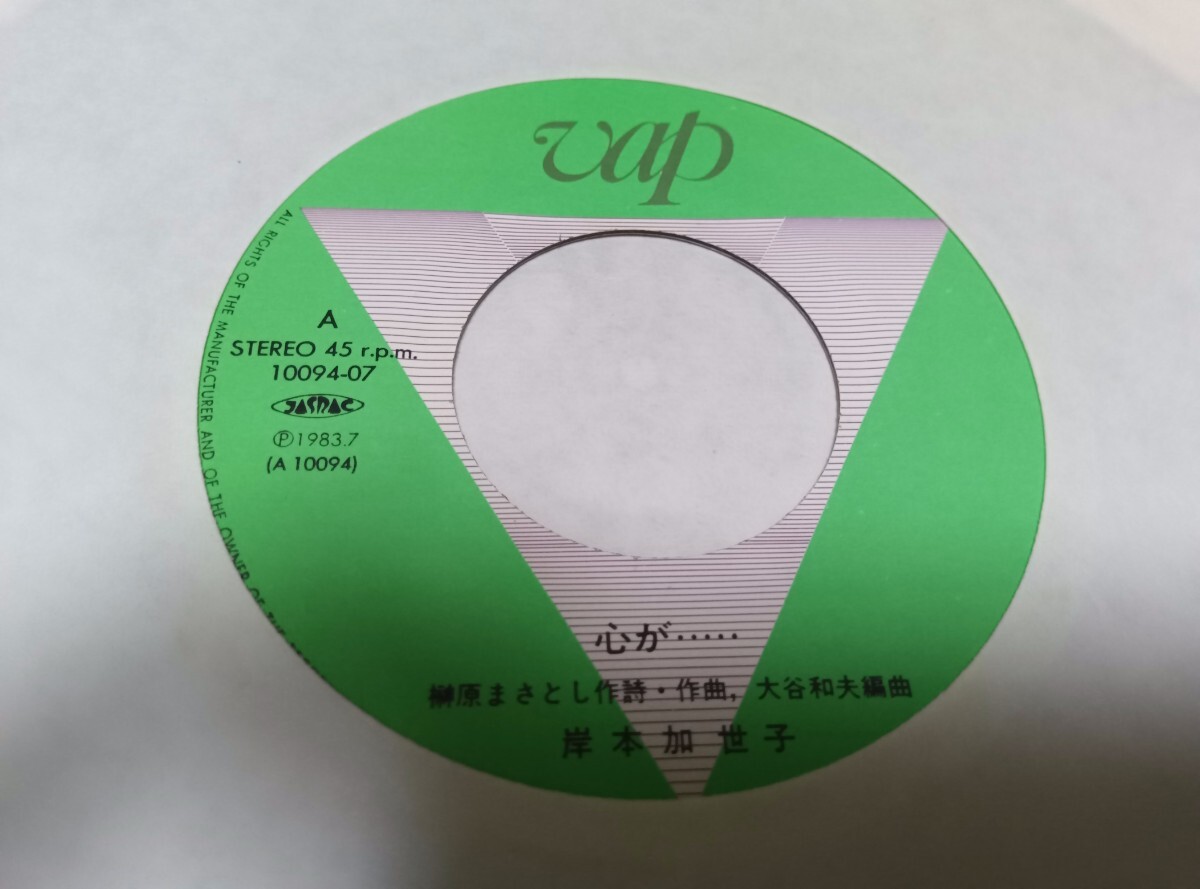 vap
A
STEREO 45 r.p.m.
10094-07
JASRAC
Ⓟ1983.7
(A 10094)
ALL RIGHTS OF THE MANUFACTURER AND OF THE OWNER OF THE
心が‥‥‥
榊原まさとし作詩・作曲, 大谷和夫編曲
岸本加世子